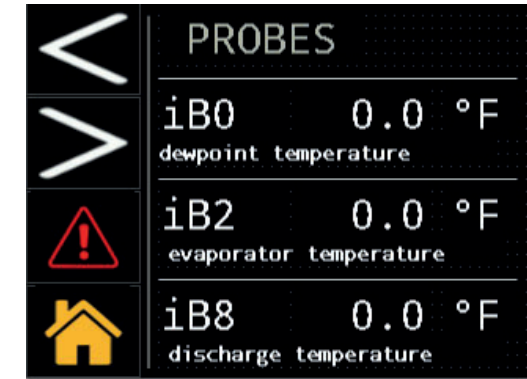 PROBES
iB0 0.0 °F
dewpoint temperature
iB2 0.0 °F
evaporator temperature
iB8 0.0 °F
discharge temperature